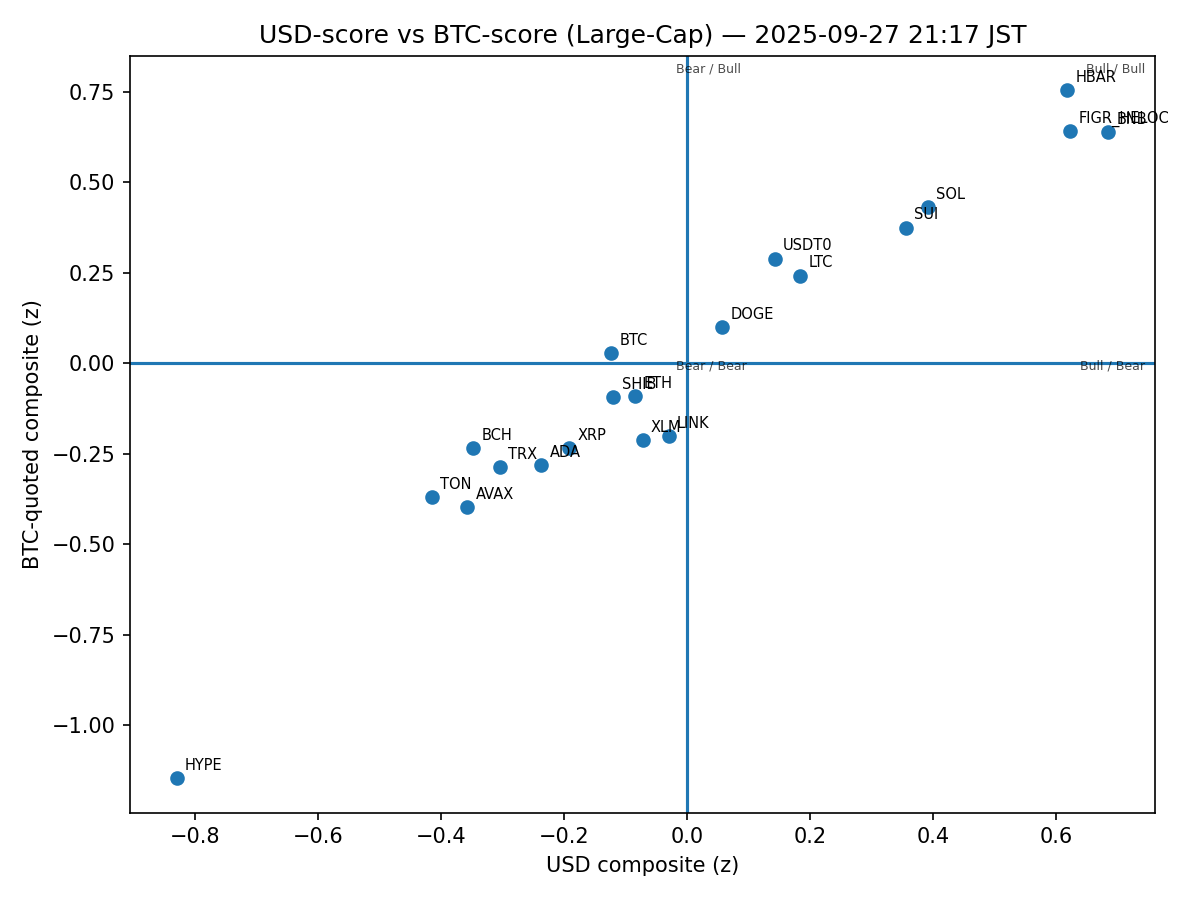 USD-score vs BTC-score (Large-Cap) — 2025-09-27 21:17 JST
Bear / Bull
Bull / Bull
HBAR
FIGR_HELOC
BNB
SOL
SUI
USDT0
LTC
DOGE
BTC
Bear / Bear
Bull / Bear
SHIB
ETH
LINK
XLM
BCH
XRP
TRX
ADA
TON
AVAX
HYPE
0.75
0.50
0.25
0.00
−0.25
−0.50
−0.75
−1.00
BTC-quoted composite (z)
−0.8
−0.6
−0.4
−0.2
0.0
0.2
0.4
0.6
USD composite (z)